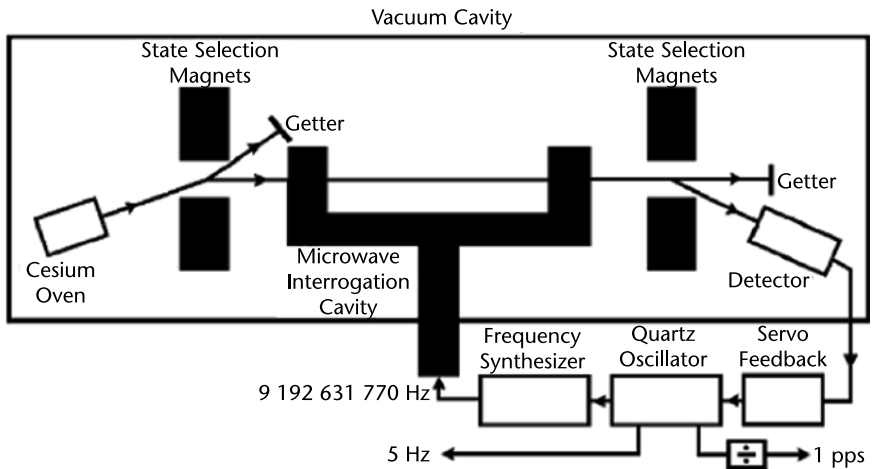 Vacuum Cavity
State Selection
Magnets
State Selection
Magnets
Getter
Getter
Cesium
Oven
Microwave
Interrogation
Cavity
Detector
Frequency
Synthesizer
Quartz
Oscillator
Servo
Feedback
9 192 631 770 Hz
5 Hz
÷
1 pps